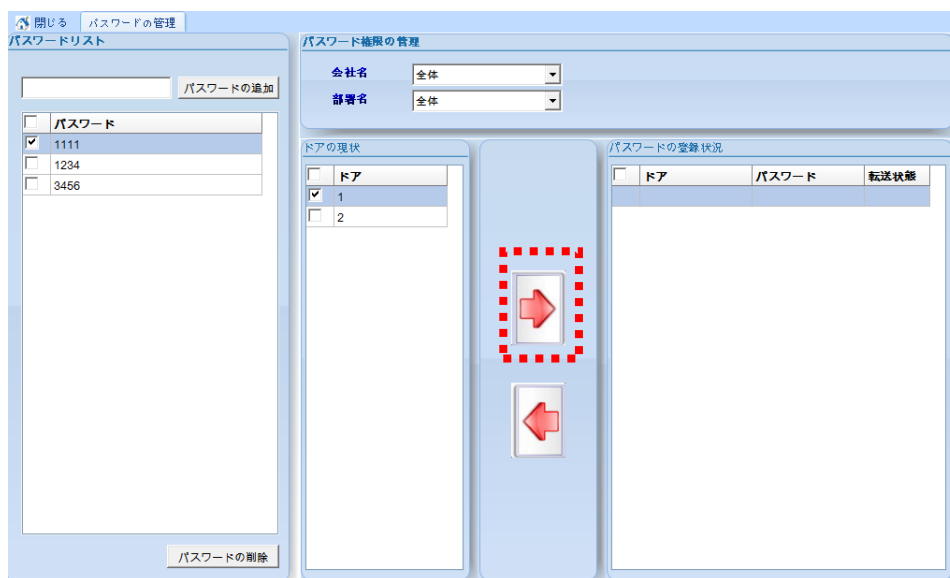 閉じる パスワードの管理
パスワードリスト
パスワードの追加
パスワード
1111
1234
3456
パスワードの削除
パスワード権限の管理
会社名 全体
部署名 全体
ドアの現状
ドア
1
2
パスワードの登録状況
ドア パスワード 転送状態